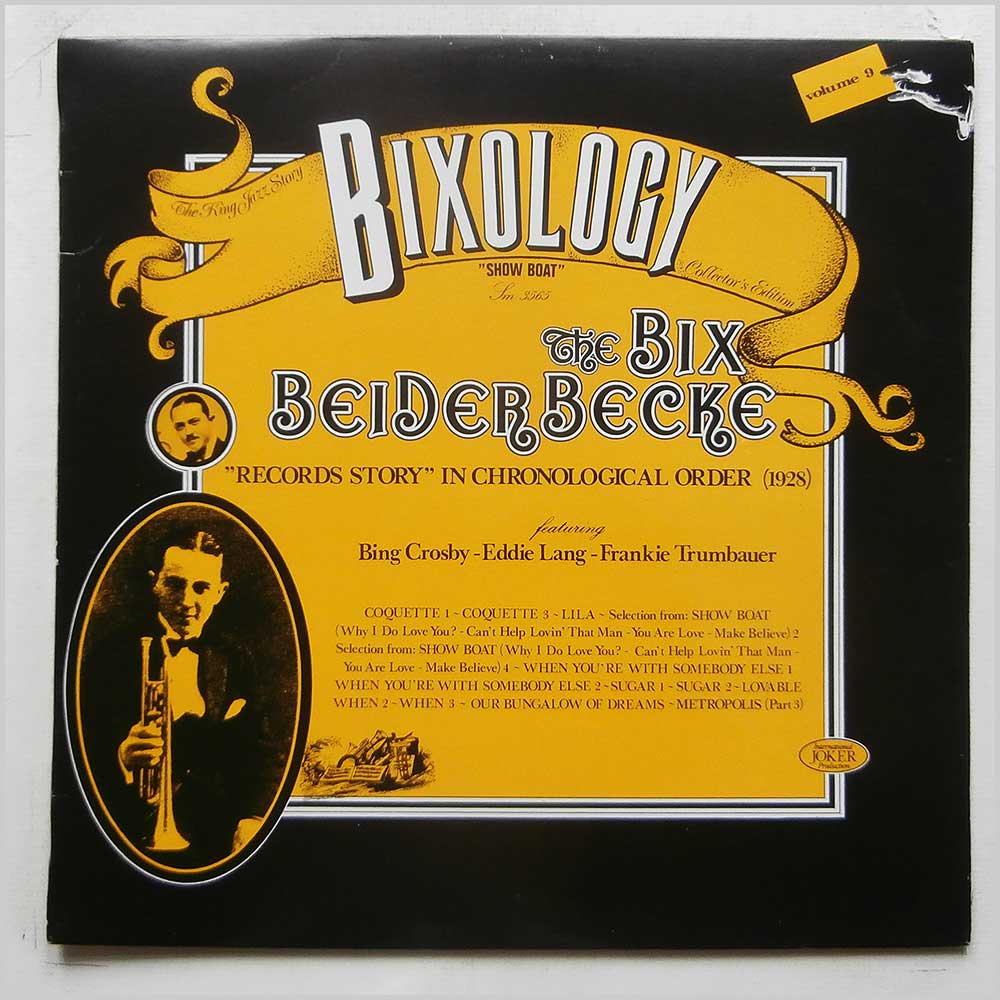 volume 9
The King Jazz Story
BIXOLOGY
"SHOW BOAT"
Sm 3565
Collector's Edition
THE BIX
BEIDERBECKE
"RECORDS STORY" IN CHRONOLOGICAL ORDER (1928)
featuring
Bing Crosby - Eddie Lang - Frankie Trumbauer
COQUETTE 1 ~ COQUETTE 3 ~ LILA ~ Selection from: SHOW BOAT
(Why I Do Love You? - Can't Help Lovin' That Man - You Are Love - Make Believe) 2
Selection from: SHOW BOAT (Why I Do Love You? - Can't Help Lovin' That Man -
You Are Love - Make Believe) 4 ~ WHEN YOU'RE WITH SOMEBODY ELSE 1
WHEN YOU'RE WITH SOMEBODY ELSE 2 ~ SUGAR 1 ~ SUGAR 2 ~ LOVABLE
WHEN 2 ~ WHEN 3 ~ OUR BUNGALOW OF DREAMS ~ METROPOLIS (Part 3)
International
JOKER
Production